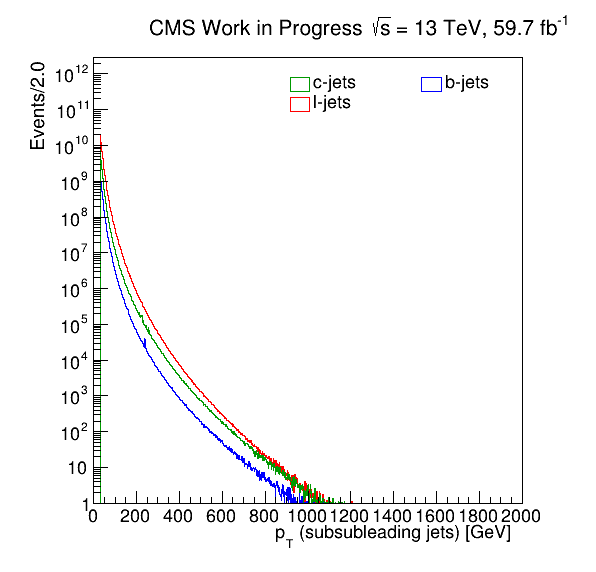 CMS Work in Progress √s = 13 TeV, 59.7 fb⁻¹
Events/2.0
c-jets b-jets
l-jets
10¹²
10¹¹
10¹⁰
10⁹
10⁸
10⁷
10⁶
10⁵
10⁴
10³
10²
10
1
0 200 400 600 800 1000 1200 1400 1600 1800 2000
p_T (subsubleading jets) [GeV]